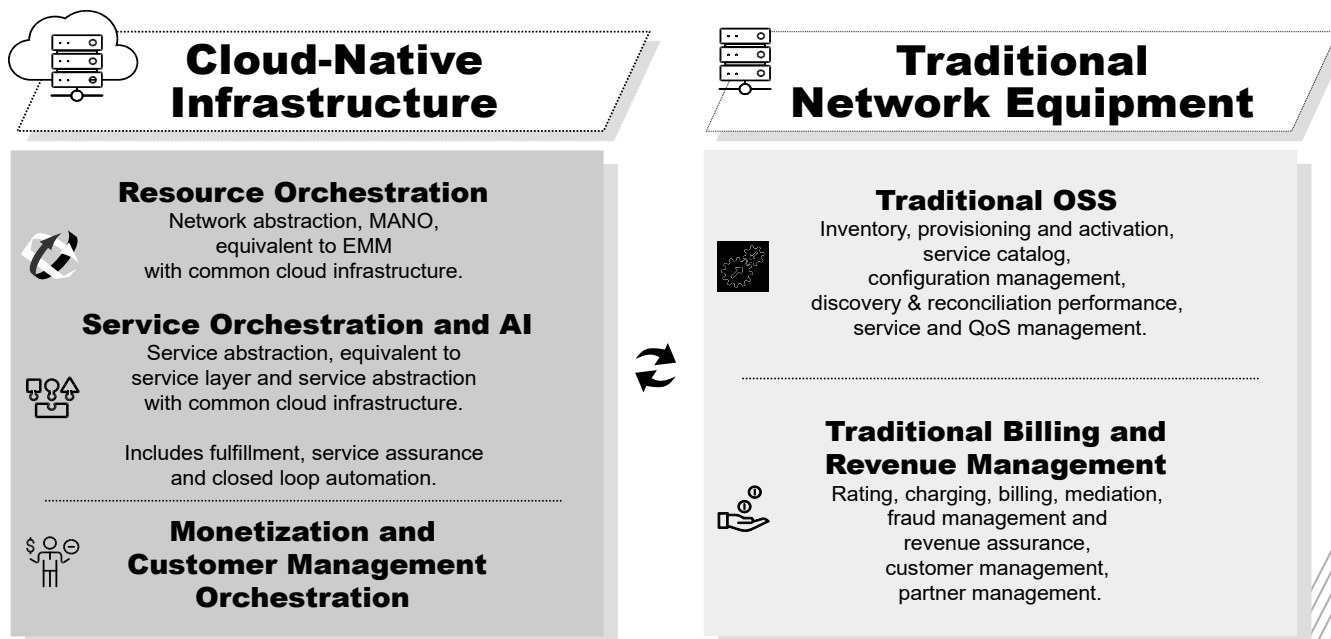 Cloud-Native
Infrastructure
Resource Orchestration
Network abstraction, MANO,
equivalent to EMM
with common cloud infrastructure.
Service Orchestration and AI
Service abstraction, equivalent to
service layer and service abstraction
with common cloud infrastructure.
Includes fulfillment, service assurance
and closed loop automation.
$
Monetization and
Customer Management
Orchestration
Traditional
Network Equipment
Traditional OSS
Inventory, provisioning and activation,
service catalog,
configuration management,
discovery & reconciliation performance,
service and QoS management.
Traditional Billing and
Revenue Management
Rating, charging, billing, mediation,
fraud management and
revenue assurance,
customer management,
partner management.